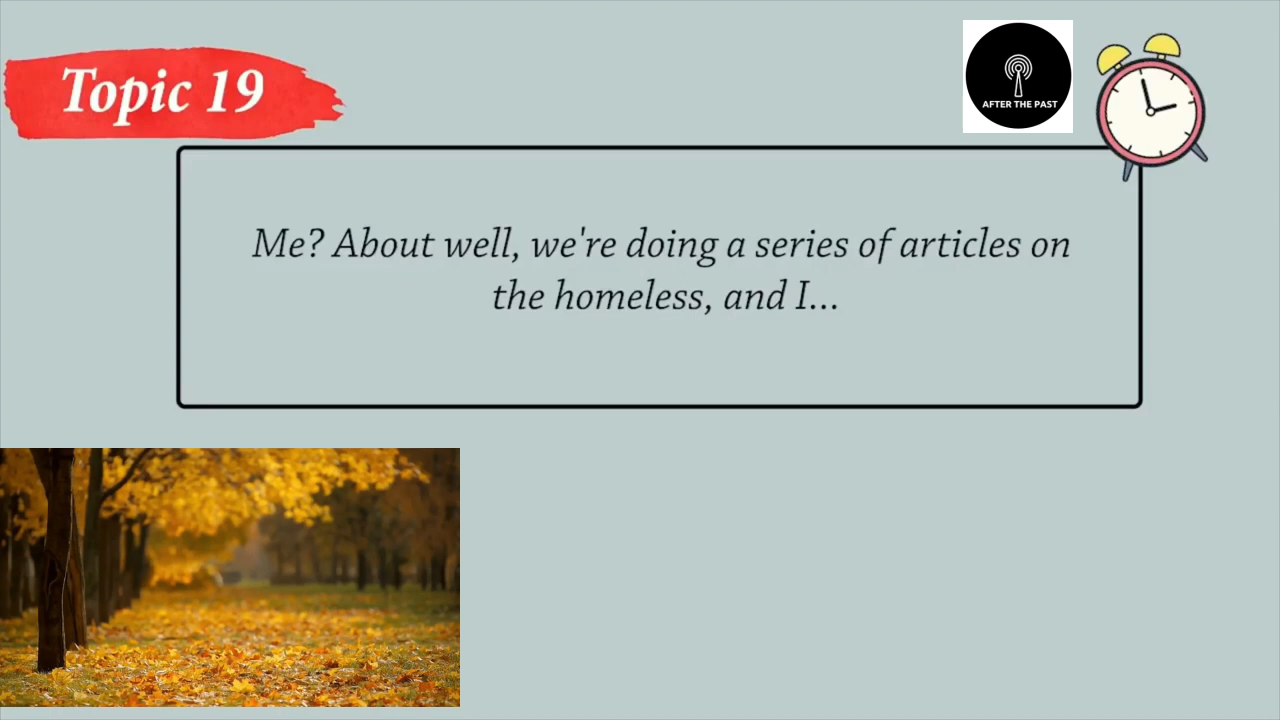 Topic 19
AFTER THE PAST
Me? About well, we're doing a series of articles on
the homeless, and I...